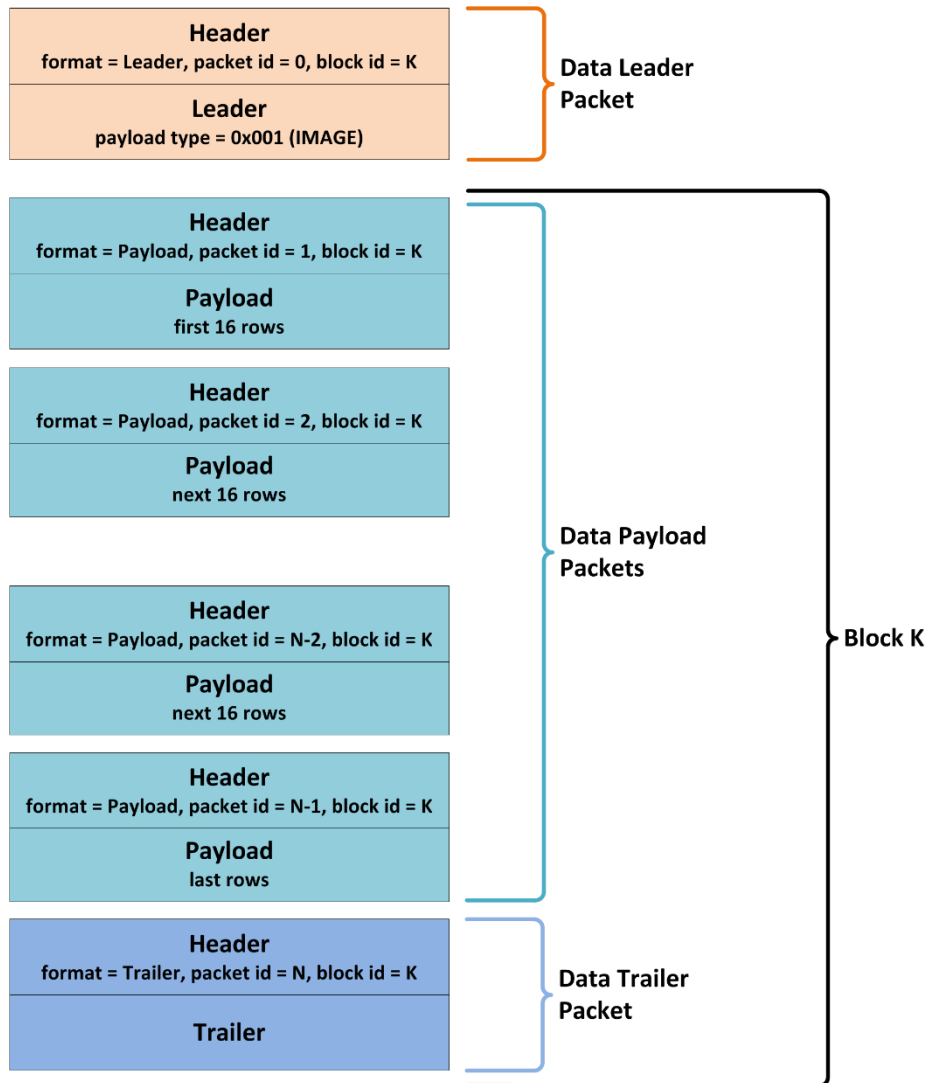 Header
format = Leader, packet id = 0, block id = K
Leader
payload type = 0x001 (IMAGE)
Data Leader
Packet
Header
format = Payload, packet id = 1, block id = K
Payload
first 16 rows
Header
format = Payload, packet id = 2, block id = K
Payload
next 16 rows
Data Payload
Packets
Header
format = Payload, packet id = N-2, block id = K
Payload
next 16 rows
Block K
Header
format = Payload, packet id = N-1, block id = K
Payload
last rows
Header
format = Trailer, packet id = N, block id = K
Trailer
Data Trailer
Packet